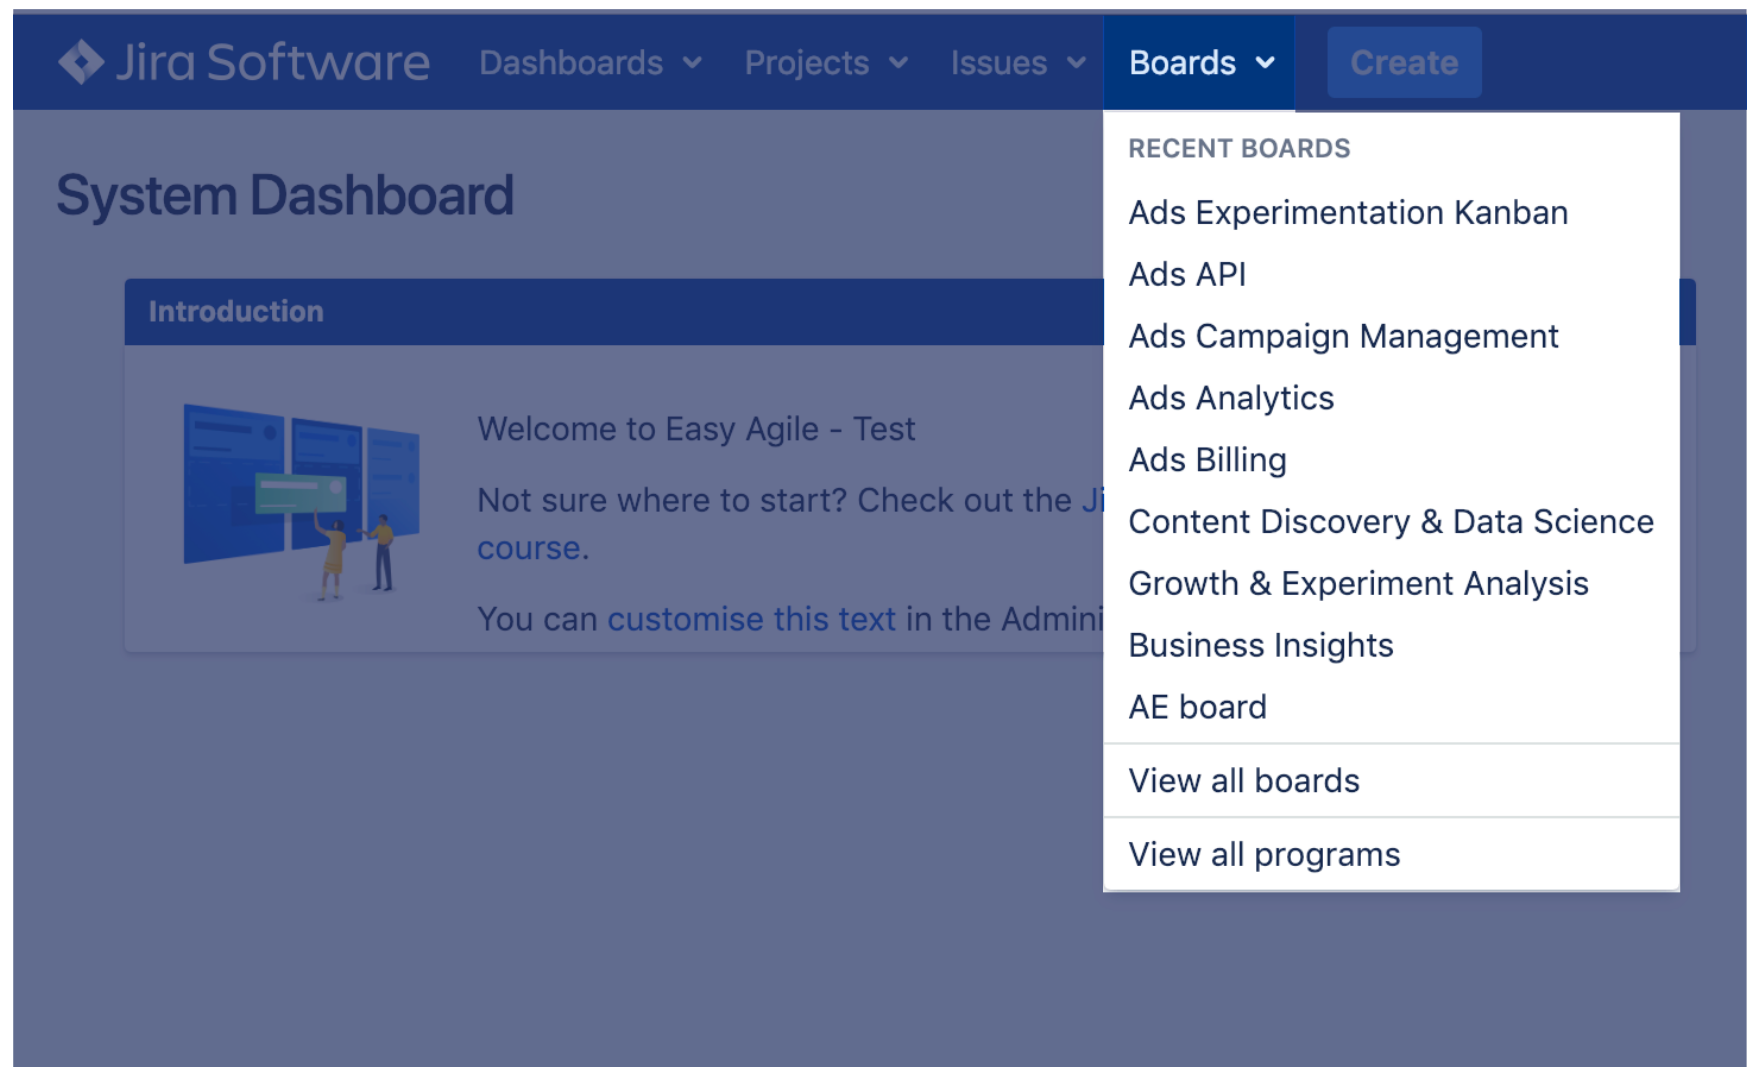 Jira Software Dashboards Projects Issues Boards Create
System Dashboard
Introduction
Welcome to Easy Agile - Test
Not sure where to start? Check out the Ji
course.
You can customise this text in the Admini
RECENT BOARDS
Ads Experimentation Kanban
Ads API
Ads Campaign Management
Ads Analytics
Ads Billing
Content Discovery & Data Science
Growth & Experiment Analysis
Business Insights
AE board
View all boards
View all programs